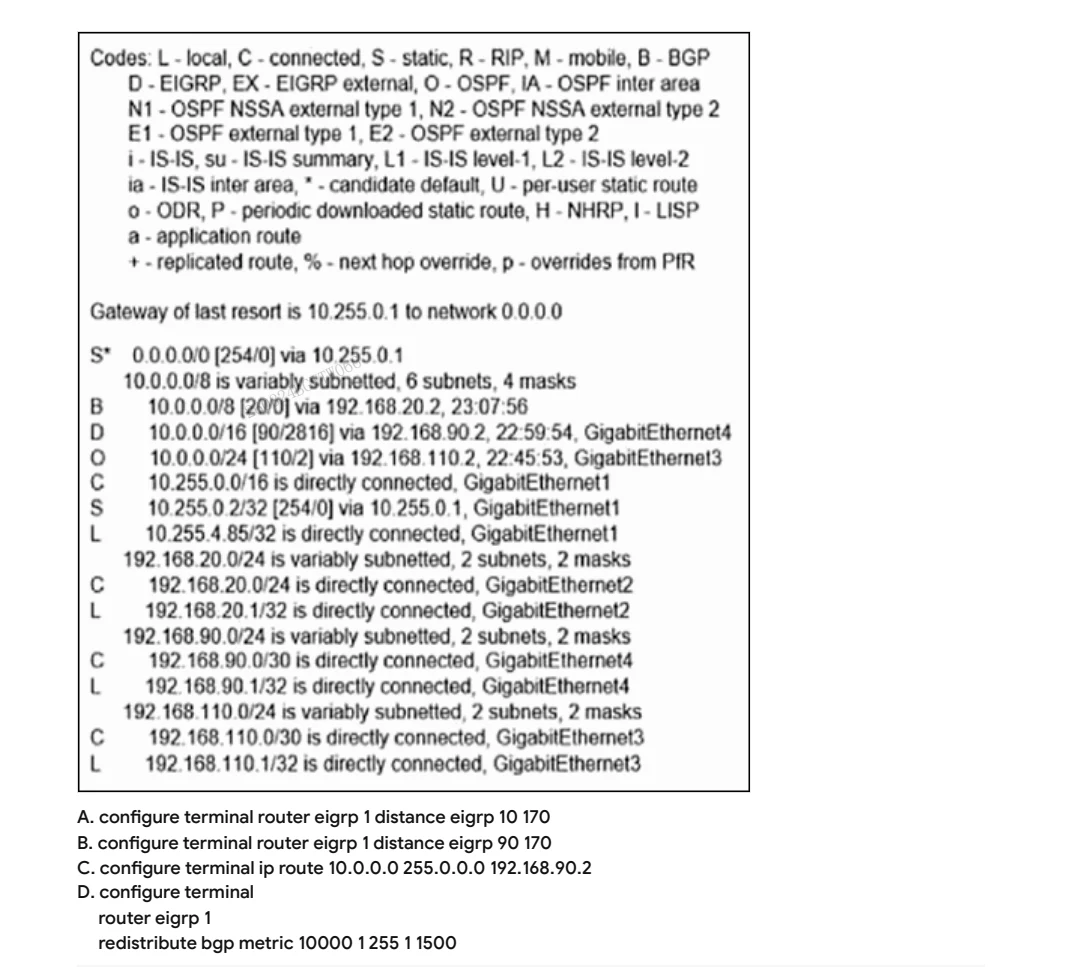 Codes: L - local, C - connected, S - static, R - RIP, M - mobile, B - BGP
D - EIGRP, EX - EIGRP external, O - OSPF, IA - OSPF inter area
N1 - OSPF NSSA external type 1, N2 - OSPF NSSA external type 2
E1 - OSPF external type 1, E2 - OSPF external type 2
i - IS-IS, su - IS-IS summary, L1 - IS-IS level-1, L2 - IS-IS level-2
ia - IS-IS inter area, * - candidate default, U - per-user static route
o - ODR, P - periodic downloaded static route, H - NHRP, l - LISP
a - application route
+ - replicated route, % - next hop override, p - overrides from PfR
Gateway of last resort is 10.255.0.1 to network 0.0.0.0
S* 0.0.0.0/0 [254/0] via 10.255.0.1
10.0.0.0/8 is variably subnetted, 6 subnets, 4 masks
B 10.0.0.0/8 [20/0] via 192.168.20.2, 23:07:56
D 10.0.0.0/16 [90/2816] via 192.168.90.2, 22:59:54, GigabitEthernet4
O 10.0.0.0/24 [110/2] via 192.168.110.2, 22:45:53, GigabitEthernet3
C 10.255.0.0/16 is directly connected, GigabitEthernet1
S 10.255.0.2/32 [254/0] via 10.255.0.1, GigabitEthernet1
L 10.255.4.85/32 is directly connected, GigabitEthernet1
192.168.20.0/24 is variably subnetted, 2 subnets, 2 masks
C 192.168.20.0/24 is directly connected, GigabitEthernet2
L 192.168.20.1/32 is directly connected, GigabitEthernet2
192.168.90.0/24 is variably subnetted, 2 subnets, 2 masks
C 192.168.90.0/30 is directly connected, GigabitEthernet4
L 192.168.90.1/32 is directly connected, GigabitEthernet4
192.168.110.0/24 is variably subnetted, 2 subnets, 2 masks
C 192.168.110.0/30 is directly connected, GigabitEthernet3
L 192.168.110.1/32 is directly connected, GigabitEthernet3
A. configure terminal router eigrp 1 distance eigrp 10 170
B. configure terminal router eigrp 1 distance eigrp 90 170
C. configure terminal ip route 10.0.0.0 255.0.0.0 192.168.90.2
D. configure terminal
router eigrp 1
redistribute bgp metric 10000 1 255 1 1500